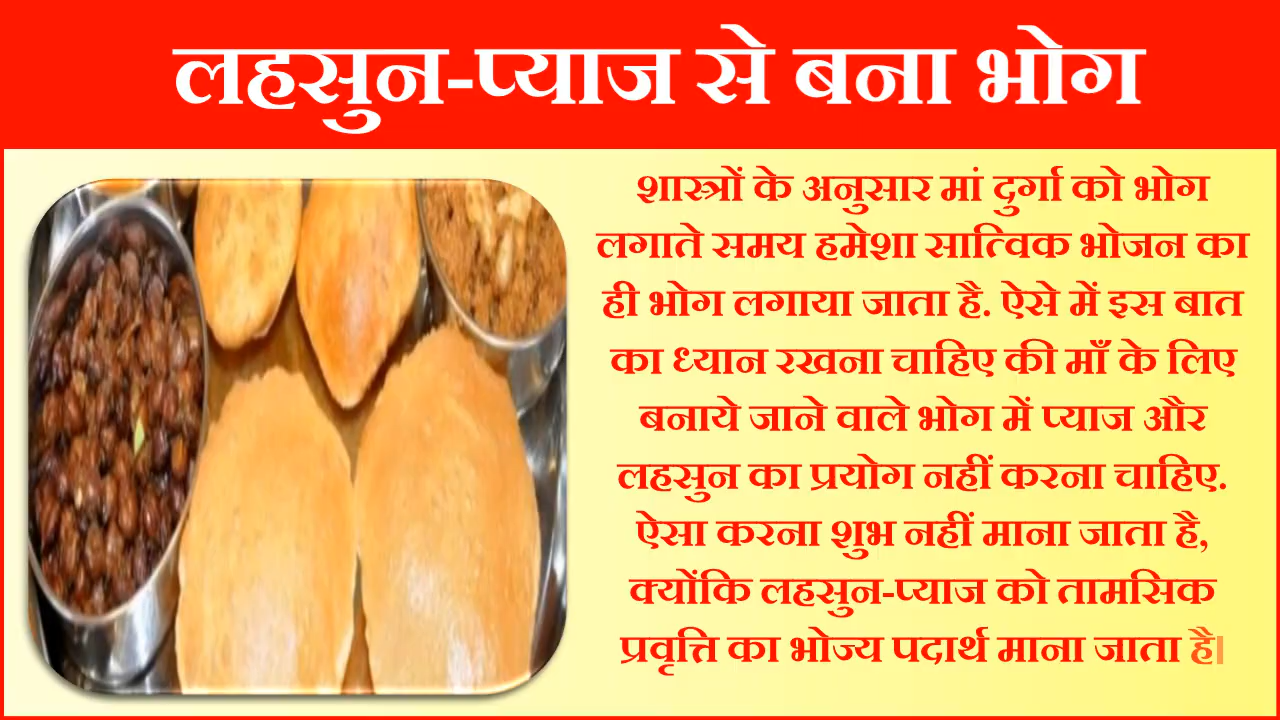 लहसुन-प्याज से बना भोग
शास्त्रों के अनुसार मां दुर्गा को भोग
लगाते समय हमेशा सात्विक भोजन का
ही भोग लगाया जाता है. ऐसे में इस बात
का ध्यान रखना चाहिए की माँ के लिए
बनाये जाने वाले भोग में प्याज और
लहसुन का प्रयोग नहीं करना चाहिए.
ऐसा करना शुभ नहीं माना जाता है,
क्योंकि लहसुन-प्याज को तामसिक
प्रवृत्ति का भोज्य पदार्थ माना जाता है।